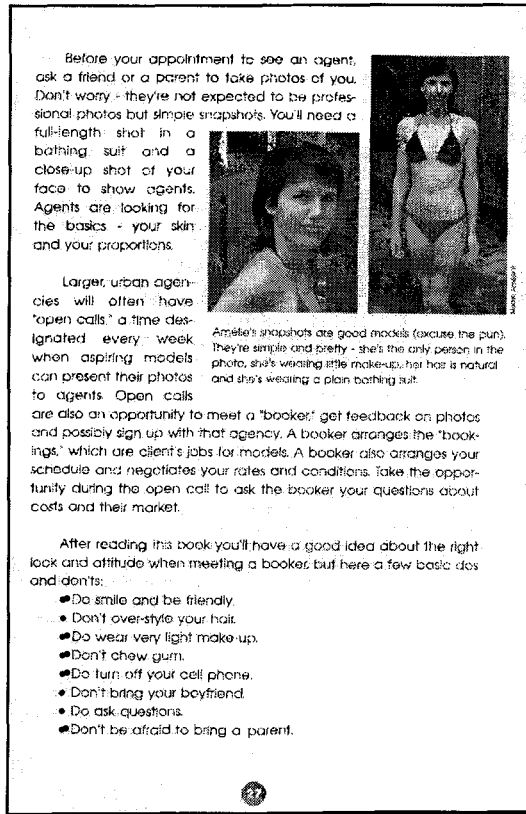 Before your appointment to see an agent,
ask a friend or a parent to take photos of you.
Don't worry - they're not expected to be profes-
sional photos but simple snapshots. You'll need a
full-length shot in a
bathing suit and a
close-up shot of your
face to show agents.
Agents are looking for
the basics - your skin
and your proportions.
Larger, urban agen-
cies will often have
"open calls," a time des-
ignated every week
when aspiring models
can present their photos
to agents. Open calls
are also an opportunity to meet a "booker," get feedback on photos
and possibly sign up with that agency. A booker arranges the "book-
ings," which are client's jobs for models. A booker also arranges your
schedule and negotiates your rates and conditions. Take the oppor-
tunity during the open call to ask the booker your questions about
costs and their market.
Amélie's snapshots are good models (excuse the pun).
They're simple and pretty - she's the only person in the
photo, she's wearing little make-up, her hair is natural
and she's wearing a plain bathing suit.
After reading this book you'll have a good idea about the right
look and attitude when meeting a booker, but here a few basic dos
and don'ts:
• Do smile and be friendly.
• Don't over-style your hair.
• Do wear very light make-up.
• Don't chew gum.
• Do turn off your cell phone.
• Don't bring your boyfriend.
• Do ask questions.
• Don't be afraid to bring a parent.
27